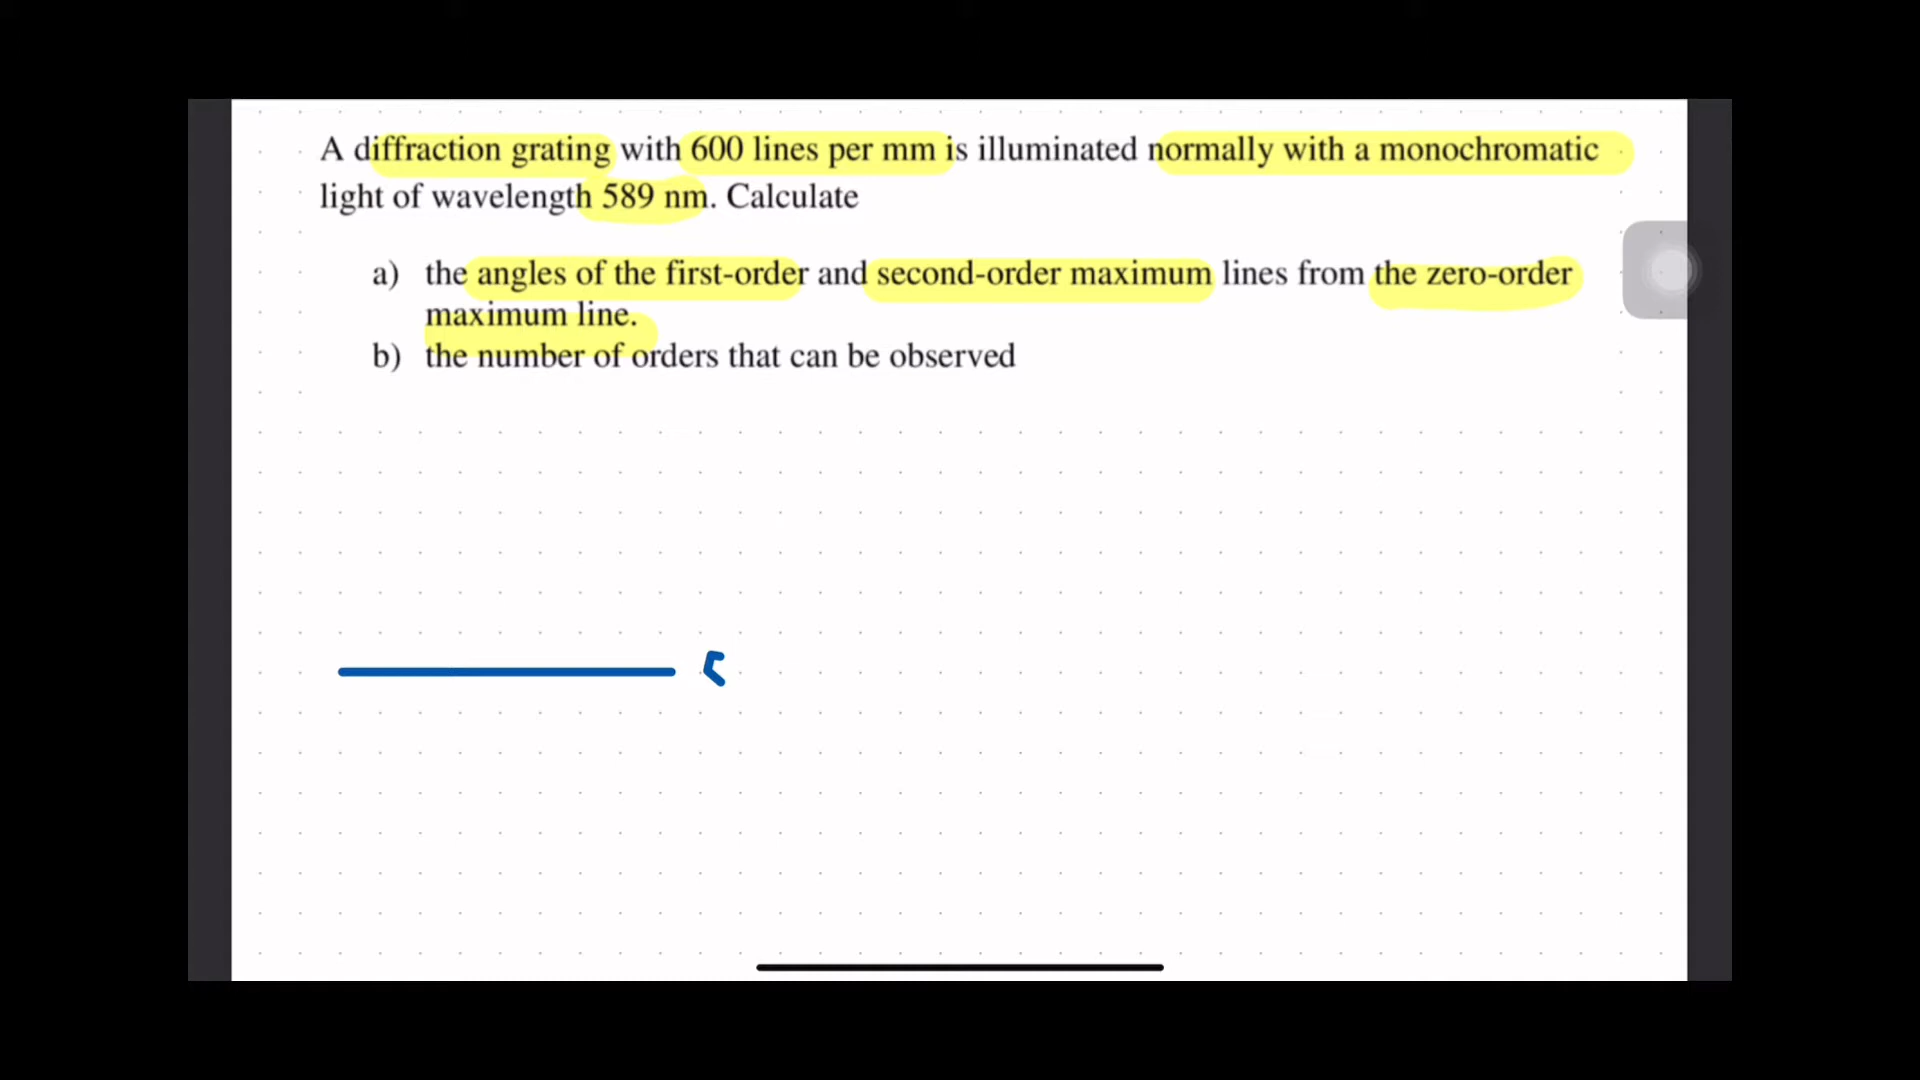 A diffraction grating with 600 lines per mm is illuminated normally with a monochromatic
light of wavelength 589 nm. Calculate
a) the angles of the first-order and second-order maximum lines from the zero-order
maximum line.
b) the number of orders that can be observed